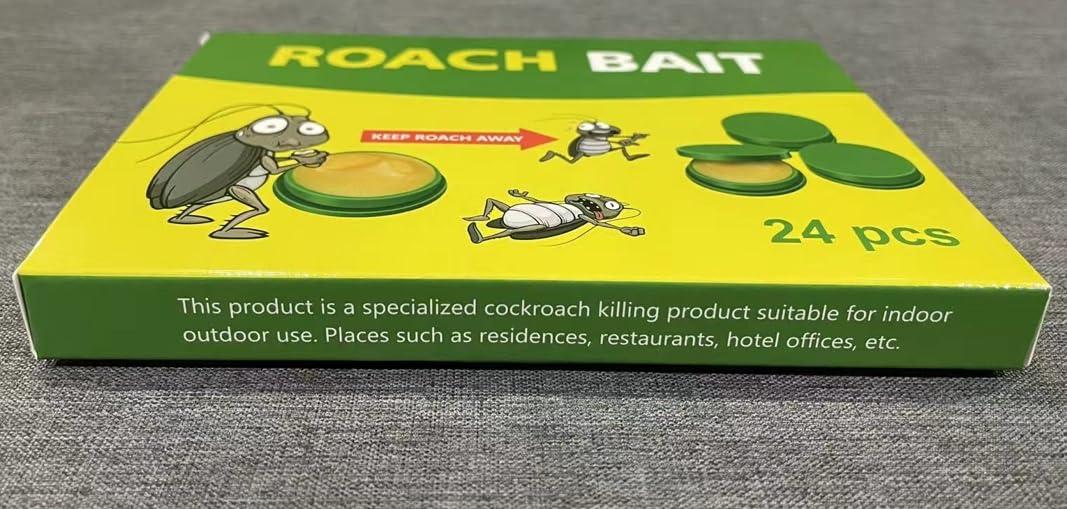 ROACH BAIT
KEEP ROACH AWAY
24 pcs
This product is a specialized cockroach killing product suitable for indoor
outdoor use. Places such as residences, restaurants, hotel offices, etc.